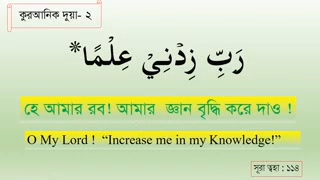 কুরআনিক দুয়া- ২
رَبِّ زِدْنِيْ عِلْمًا*
হে আমার রব! আমার জ্ঞান বৃদ্ধি করে দাও !
O My Lord ! “Increase me in my Knowledge!”
সূরা ত্বহা : ১১৪